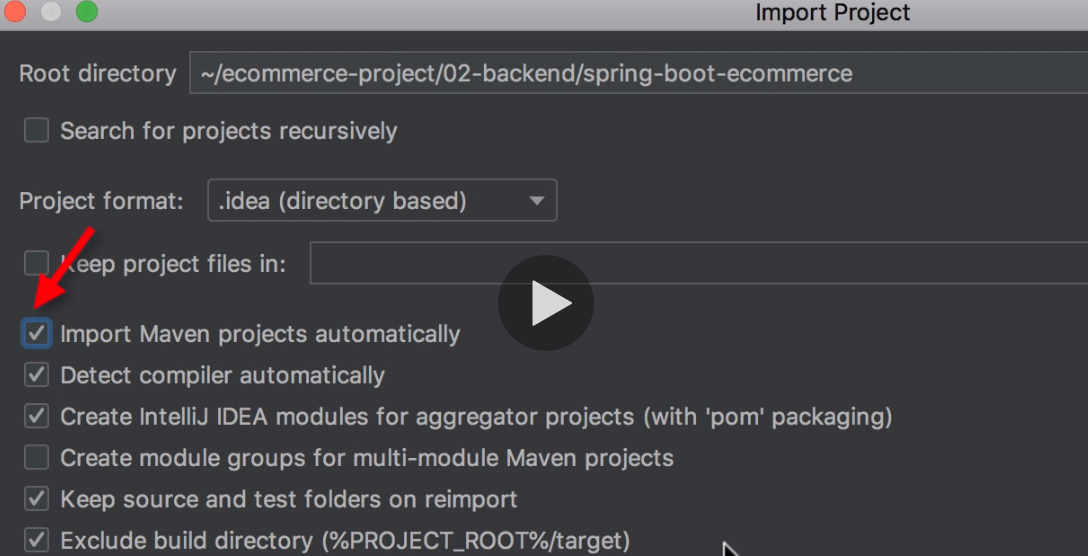 Import Project
Root directory ~/ecommerce-project/02-backend/spring-boot-ecommerce
Search for projects recursively
Project format: .idea (directory based)
Keep project files in:
Import Maven projects automatically
Detect compiler automatically
Create IntelliJ IDEA modules for aggregator projects (with 'pom' packaging)
Create module groups for multi-module Maven projects
Keep source and test folders on reimport
Exclude build directory (%PROJECT_ROOT%/target)